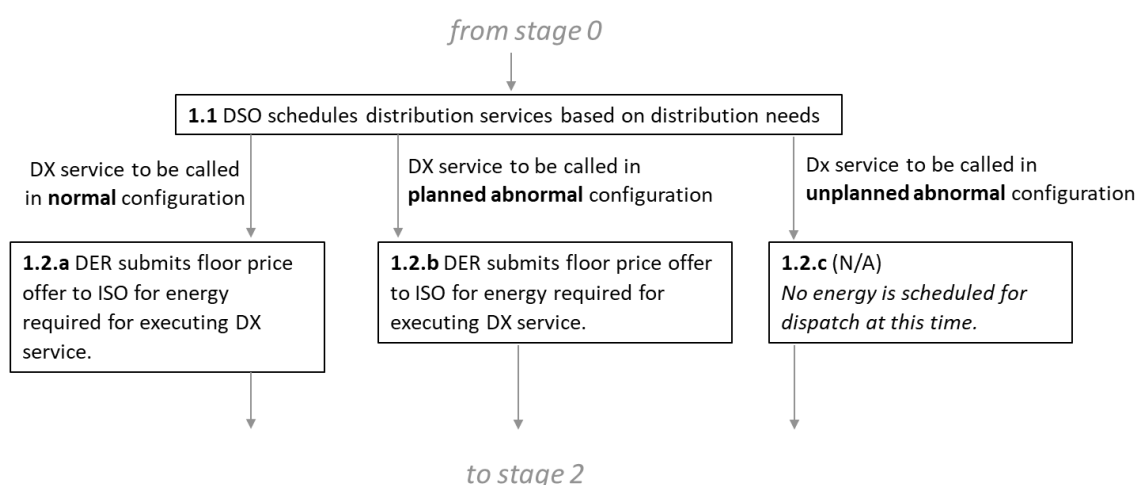 from stage 0
1.1 DSO schedules distribution services based on distribution needs
DX service to be called
in normal configuration
DX service to be called in
planned abnormal configuration
Dx service to be called in
unplanned abnormal configuration
1.2.a DER submits floor price
offer to ISO for energy
required for executing DX
service.
1.2.b DER submits floor price offer
to ISO for energy required for
executing DX service.
1.2.c (N/A)
No energy is scheduled for
dispatch at this time.
to stage 2